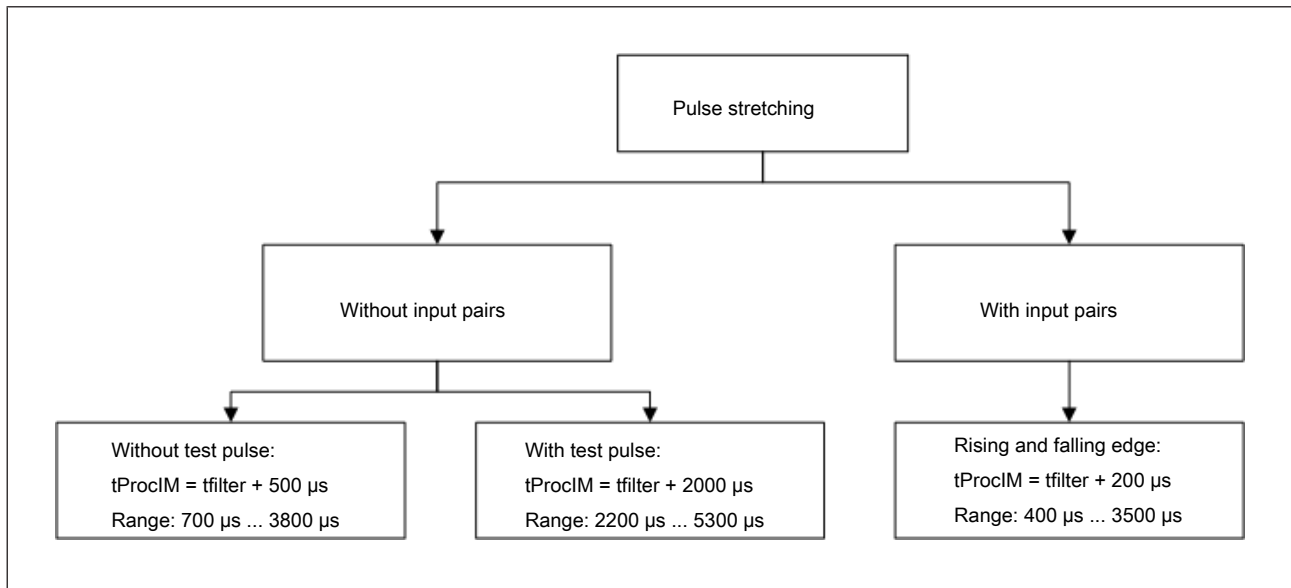 Pulse stretching
Without input pairs
With input pairs
Without test pulse:
tProcIM = tfilter + 500 µs
Range: 700 µs ... 3800 µs
With test pulse:
tProcIM = tfilter + 2000 µs
Range: 2200 µs ... 5300 µs
Rising and falling edge:
tProcIM = tfilter + 200 µs
Range: 400 µs ... 3500 µs